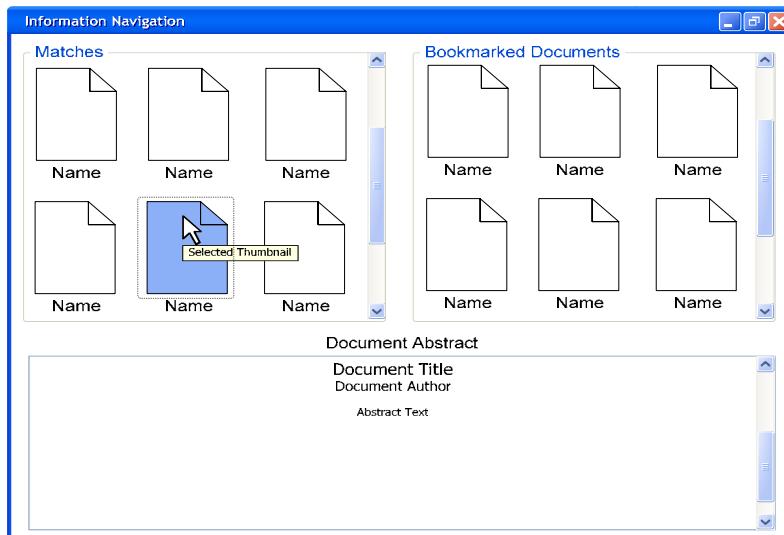 Information Navigation
Matches
Name Name Name
Name Name Name
Selected Thumbnail
Bookmarked Documents
Name Name Name
Name Name Name
Document Abstract
Document Title
Document Author
Abstract Text